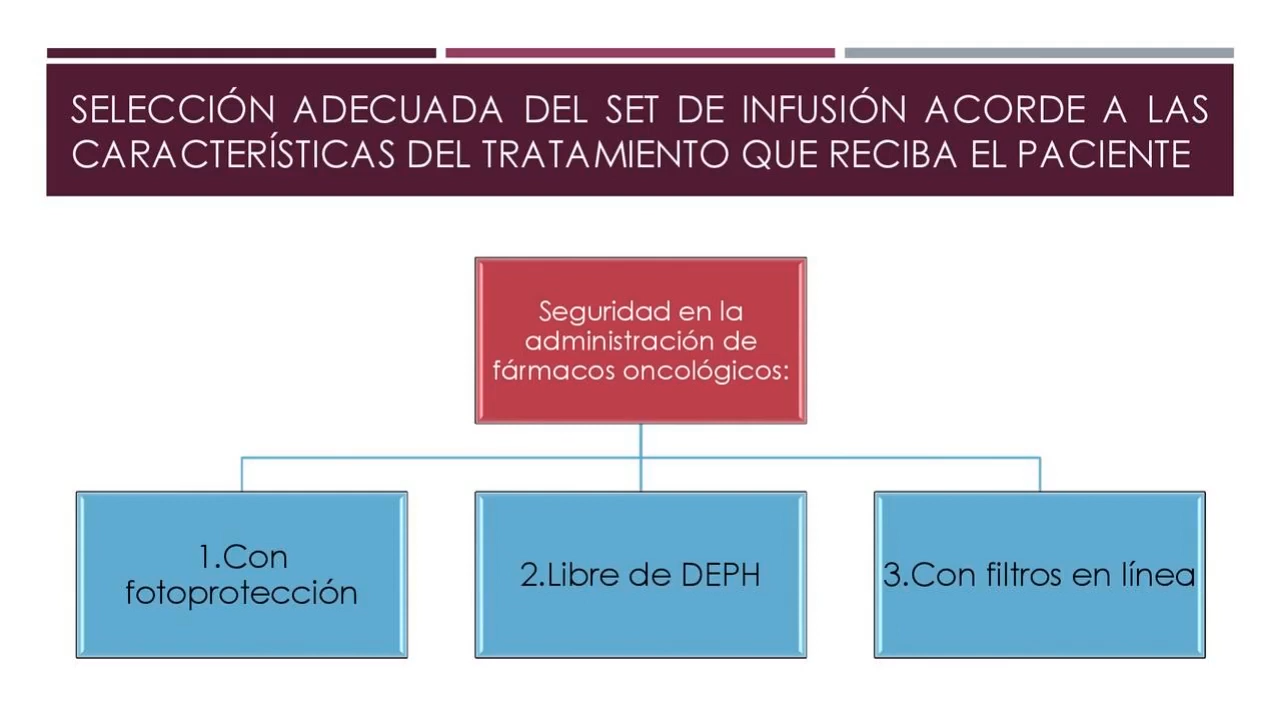 SELECCIÓN ADECUADA DEL SET DE INFUSIÓN ACORDE A LAS
CARACTERÍSTICAS DEL TRATAMIENTO QUE RECIBA EL PACIENTE
Seguridad en la
administración de
fármacos oncológicos:
1.Con
fotoprotección
2.Libre de DEPH
3.Con filtros en línea